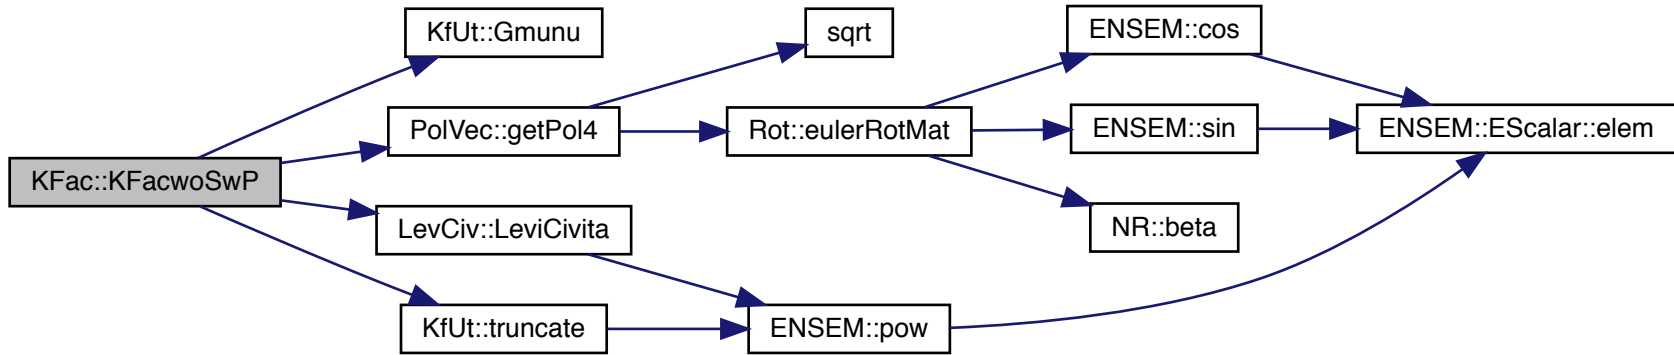 KfUt::Gmunu
sqrt
ENSEM::cos
PolVec::getPol4
Rot::eulerRotMat
ENSEM::sin
ENSEM::EScalar::elem
KFac::KFacwoSwP
LevCiv::LeviCivita
NR::beta
KfUt::truncate
ENSEM::pow